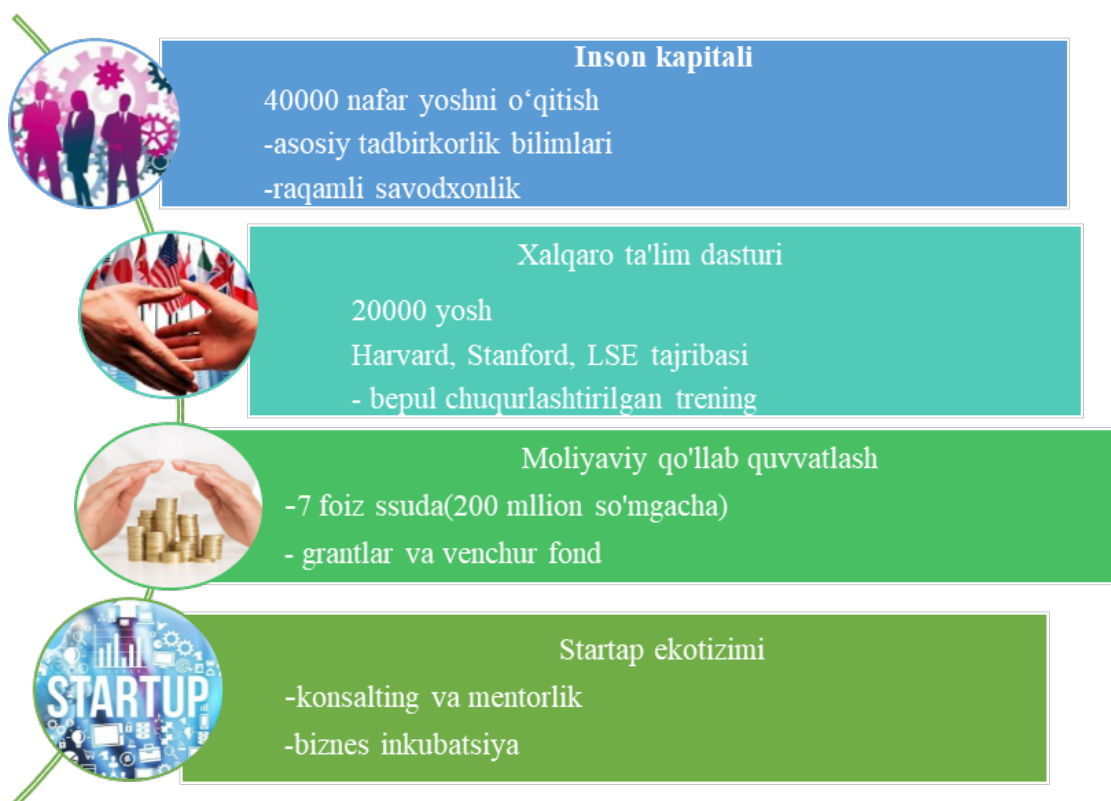 Inson kapitali
40000 nafar yoshni o‘qitish
-asosiy tadbirkorlik bilimlari
-raqamli savodxonlik
Xalqaro ta'lim dasturi
20000 yosh
Harvard, Stanford, LSE tajribasi
- bepul chuqurlashtirilgan trening
Moliyaviy qo'llab quvvatlash
-7 foiz ssuda(200 mllion so'mgacha)
- grantlar va venchur fond
STARTUP
Startap ekotizimi
-konsalting va mentorlik
-biznes inkubatsiya